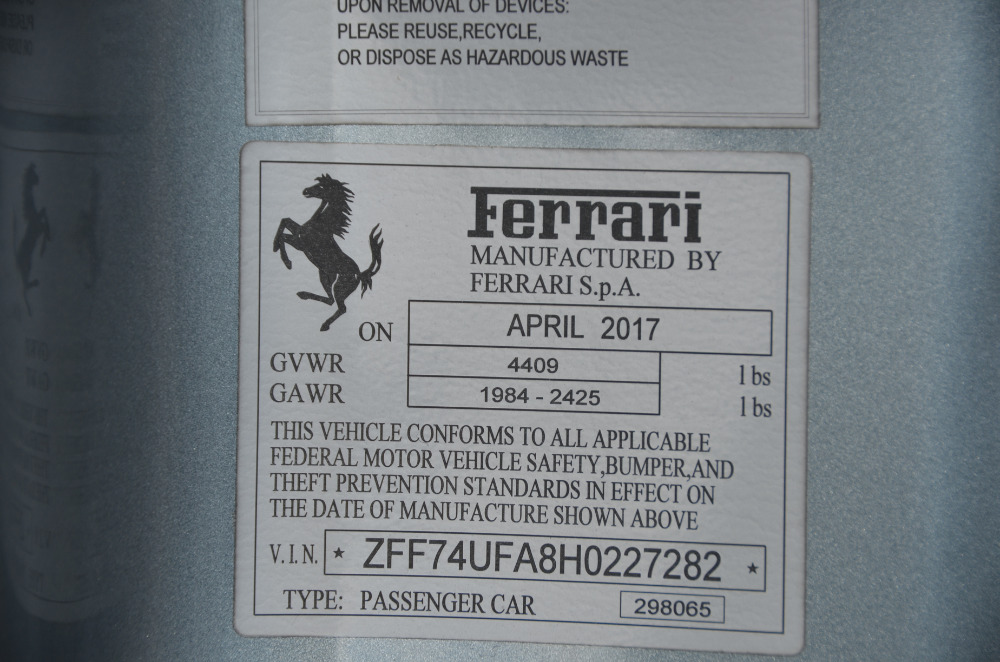 UPON REMOVAL OF DEVICES:
PLEASE REUSE,RECYCLE,
OR DISPOSE AS HAZARDOUS WASTE
Ferrari
MANUFACTURED BY
FERRARI S.p.A.
ON APRIL 2017
GVWR 4409 lbs
GAWR 1984 - 2425 lbs
THIS VEHICLE CONFORMS TO ALL APPLICABLE
FEDERAL MOTOR VEHICLE SAFETY,BUMPER,AND
THEFT PREVENTION STANDARDS IN EFFECT ON
THE DATE OF MANUFACTURE SHOWN ABOVE
V.I.N. * ZFF74UFA8H0227282 *
TYPE: PASSENGER CAR 298065